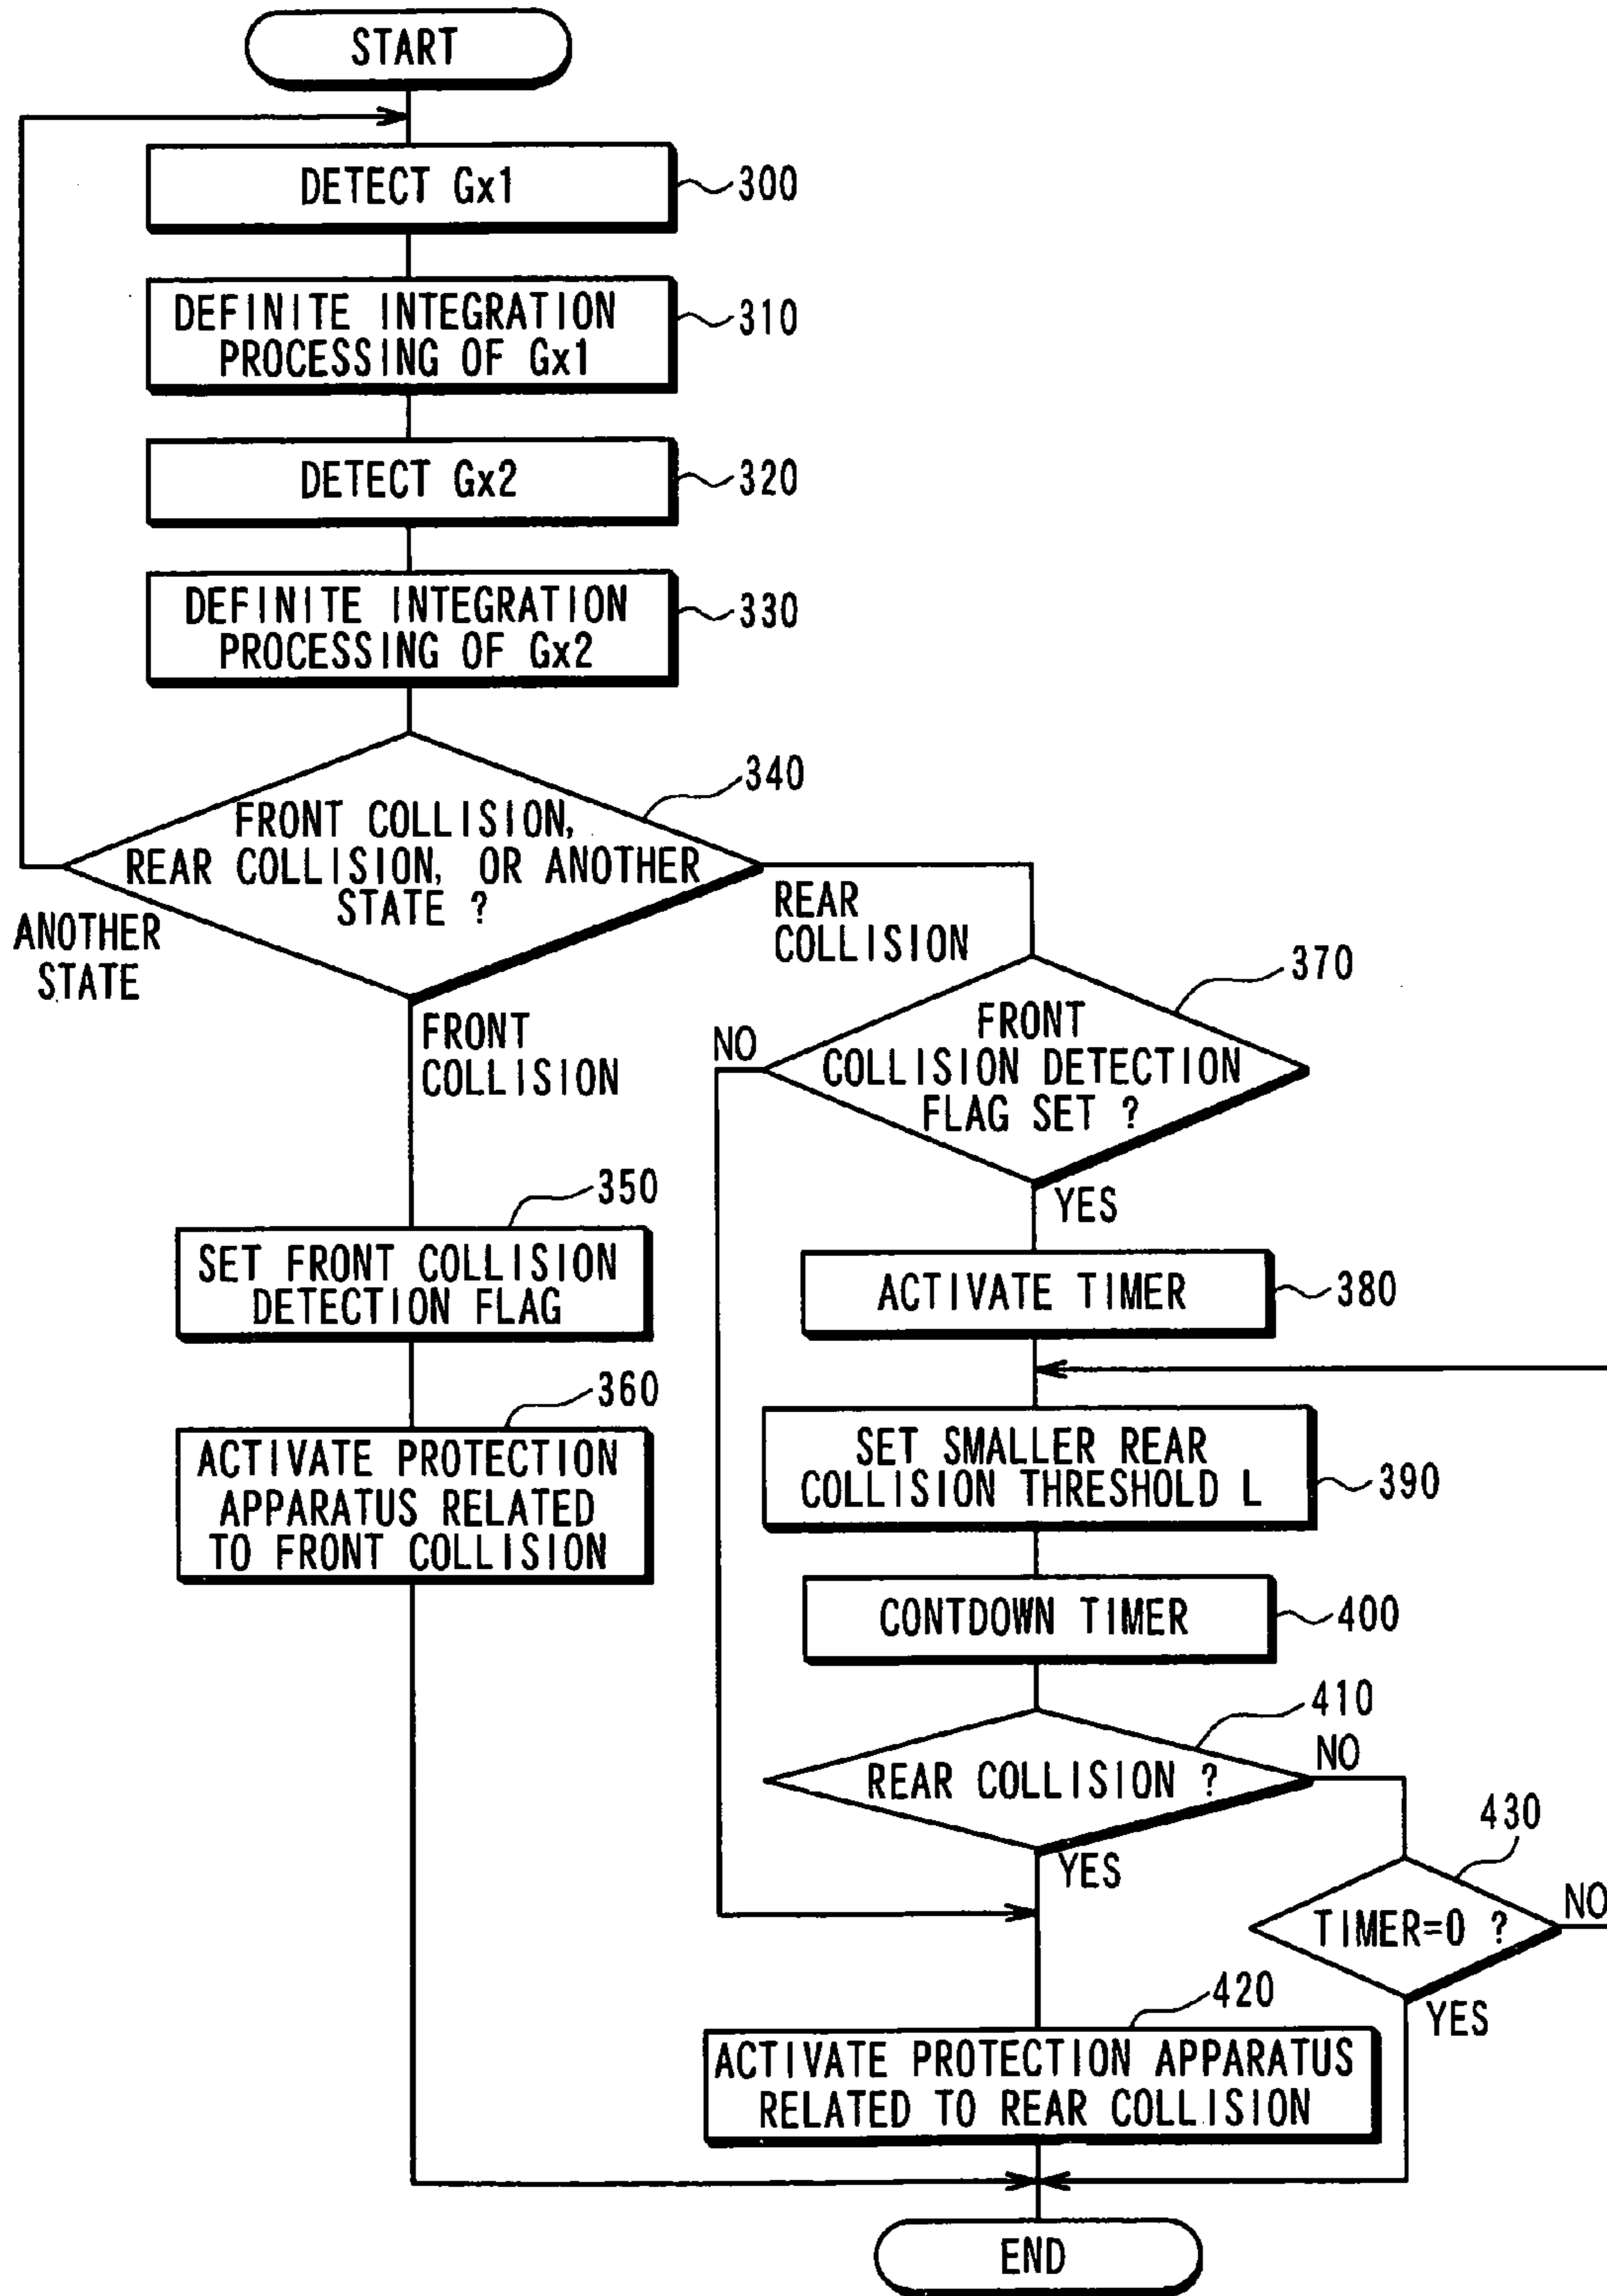 START
DETECT Gx1
300
DEFINITE INTEGRATION
PROCESSING OF Gx1
310
DETECT Gx2
320
DEFINITE INTEGRATION
PROCESSING OF Gx2
330
340
FRONT COLLISION,
REAR COLLISION, OR ANOTHER
STATE ?
ANOTHER
STATE
REAR
COLLISION
FRONT
COLLISION
370
FRONT
COLLISION DETECTION
FLAG SET ?
NO
YES
350
SET FRONT COLLISION
DETECTION FLAG
360
ACTIVATE PROTECTION
APPARATUS RELATED
TO FRONT COLLISION
ACTIVATE TIMER
380
SET SMALLER REAR
COLLISION THRESHOLD L
390
CONTDOWN TIMER
400
410
REAR COLLISION ?
NO
YES
430
TIMER=0 ?
NO
YES
420
ACTIVATE PROTECTION APPARATUS
RELATED TO REAR COLLISION
END